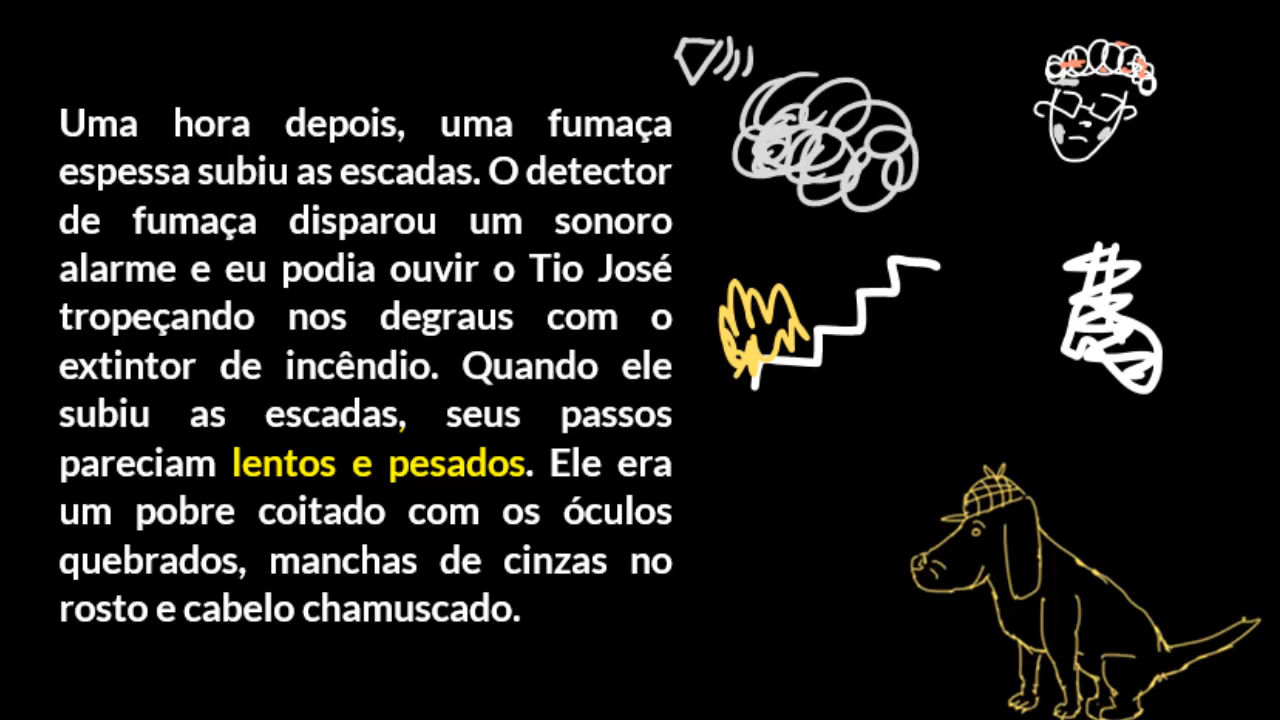 Uma hora depois, uma fumaça
espessa subiu as escadas. O detector
de fumaça disparou um sonoro
alarme e eu podia ouvir o Tio José
tropeçando nos degraus com o
extintor de incêndio. Quando ele
subiu as escadas, seus passos
pareciam lentos e pesados. Ele era
um pobre coitado com os óculos
quebrados, manchas de cinzas no
rosto e cabelo chamuscado.